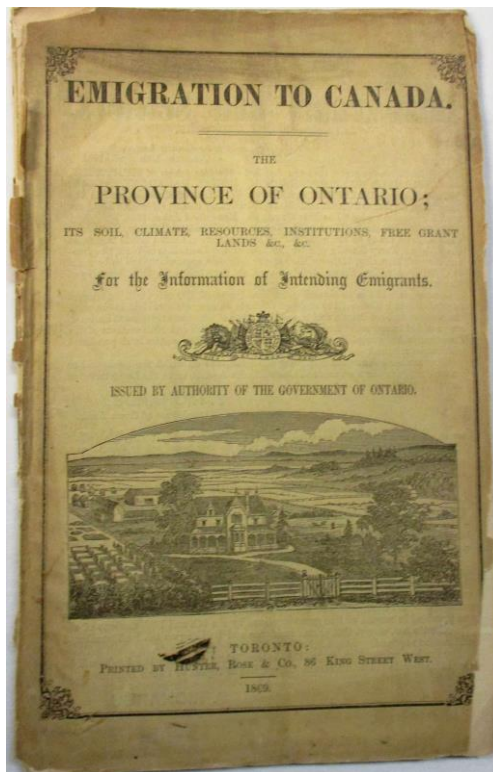 EMIGRATION TO CANADA.
THE
PROVINCE OF ONTARIO;
ITS SOIL, CLIMATE, RESOURCES, INSTITUTIONS, FREE GRANT
LANDS &c., &c.
For the Information of Intending Emigrants.
ISSUED BY AUTHORITY OF THE GOVERNMENT OF ONTARIO.
TORONTO:
PRINTED BY HUNTER, ROSE & CO., 86 KING STREET WEST.
1869.